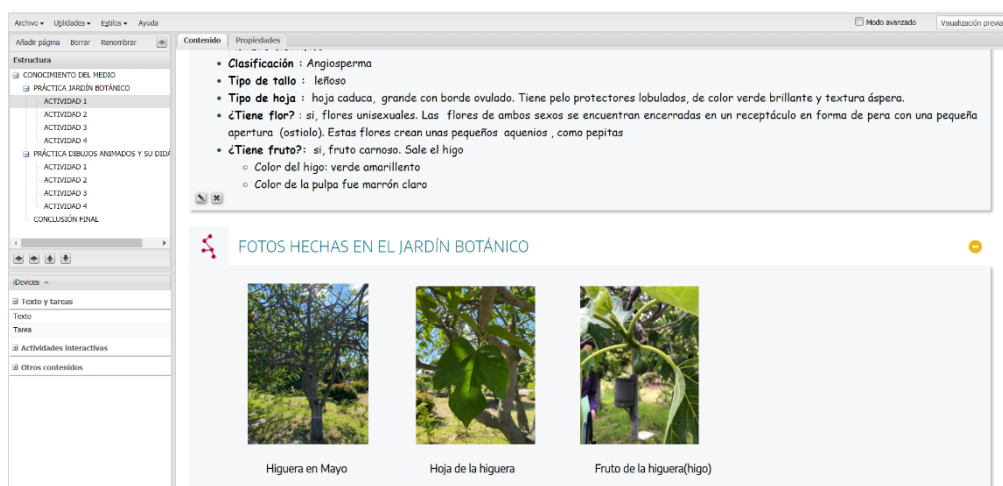 Archivo Utilidades Estilos Ayuda
Modo avanzado
Visualización previa
Añadir página Borrar Renombrar
Contenido Propiedades
Estructura
CONOCIMIENTO DEL MEDIO
PRÁCTICA JARDÍN BOTÁNICO
ACTIVIDAD 1
ACTIVIDAD 2
ACTIVIDAD 3
ACTIVIDAD 4
PRÁCTICA DIBUJOS ANIMADOS Y SU DIDÁ
ACTIVIDAD 1
ACTIVIDAD 2
ACTIVIDAD 3
ACTIVIDAD 4
CONCLUSIÓN FINAL
iDevices
Texto y tareas
Texto
Tarea
Actividades interactivas
Otros contenidos
Clasificación : Angiosperma
Tipo de tallo : leñoso
Tipo de hoja : hoja caduca, grande con borde ovulado. Tiene pelo protectores lobulados, de color verde brillante y textura áspera.
¿Tiene flor? : si, flores unisexuales. Las flores de ambos sexos se encuentran encerradas en un receptáculo en forma de pera con una pequeña
apertura (ostiolo). Estas flores crean unas pequeños aquenios , como pepitas
¿Tiene fruto?: si, fruto carnoso. Sale el higo
Color del higo: verde amarillento
Color de la pulpa fue marrón claro
FOTOS HECHAS EN EL JARDÍN BOTÁNICO
Higuera en Mayo
Hoja de la higuera
Fruto de la higuera(higo)